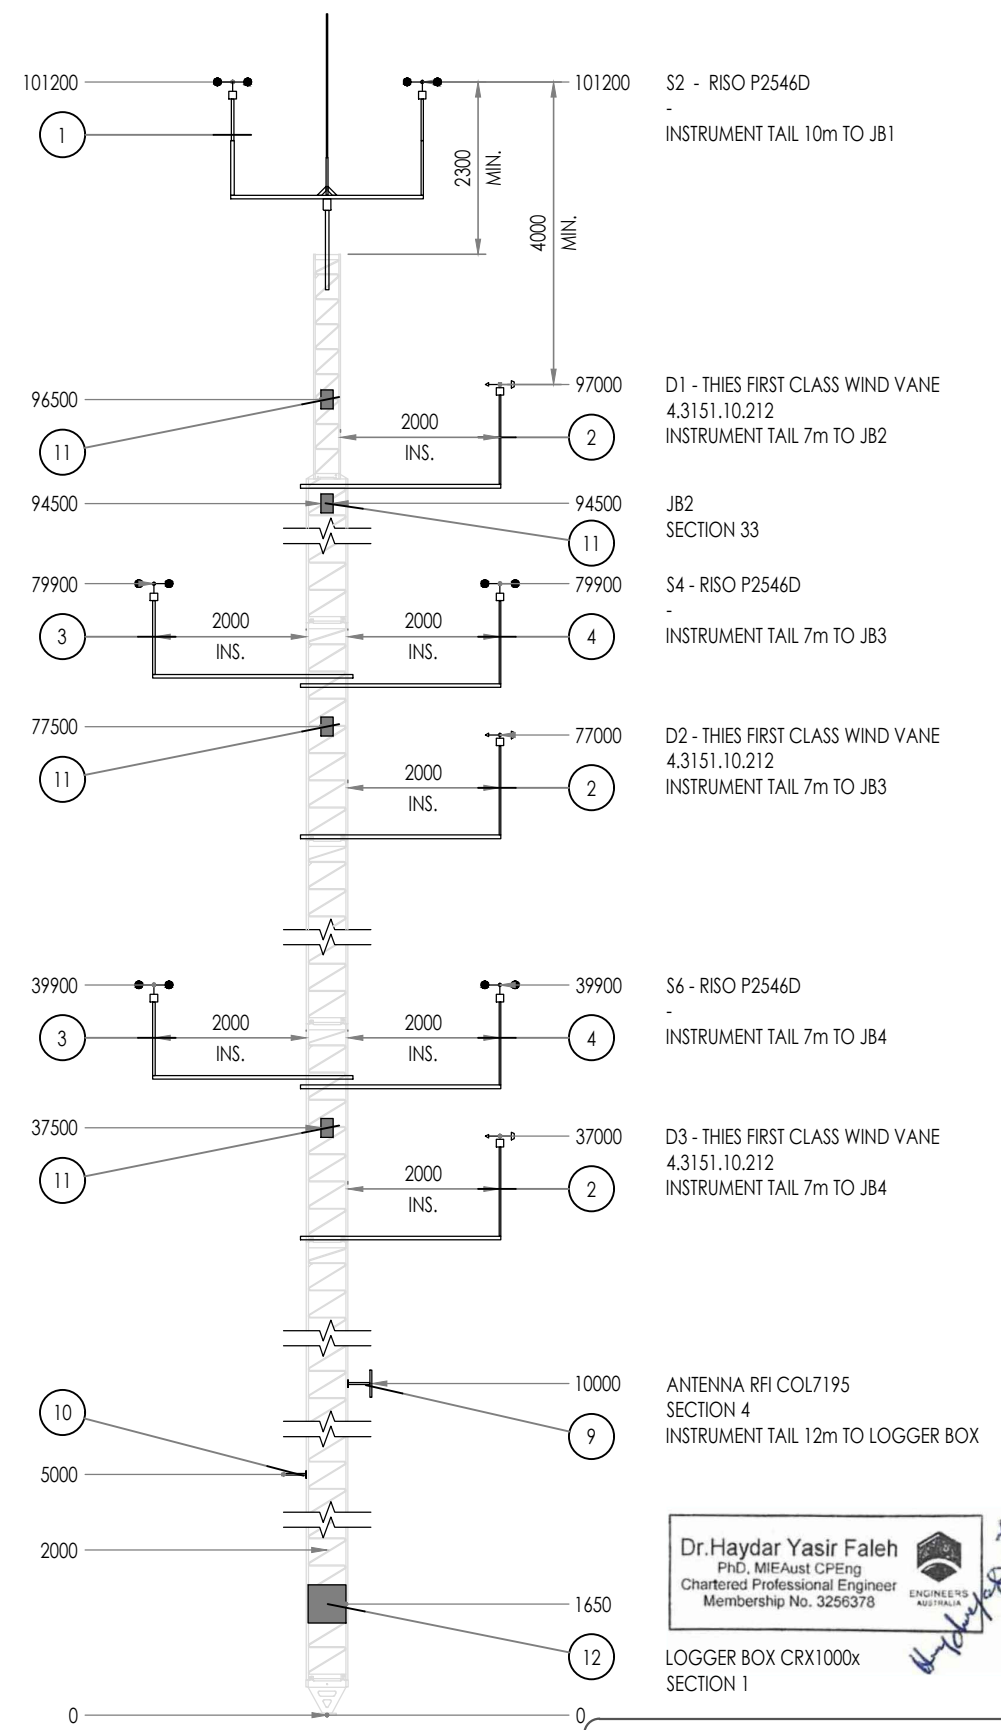 101200
101200
S2 - RISO P2546D
-
INSTRUMENT TAIL 10m TO JB1
1
2300
MIN.
4000
MIN.
96500
11
97000
D1 - THIES FIRST CLASS WIND VANE
4.3151.10.212
INSTRUMENT TAIL 7m TO JB2
2000
INS.
2
94500
94500
JB2
SECTION 33
11
79900
79900
S4 - RISO P2546D
-
INSTRUMENT TAIL 7m TO JB3
3
2000
INS.
2000
INS.
4
77500
11
77000
D2 - THIES FIRST CLASS WIND VANE
4.3151.10.212
INSTRUMENT TAIL 7m TO JB3
2000
INS.
2
39900
39900
S6 - RISO P2546D
-
INSTRUMENT TAIL 7m TO JB4
3
2000
INS.
2000
INS.
4
37500
11
37000
D3 - THIES FIRST CLASS WIND VANE
4.3151.10.212
INSTRUMENT TAIL 7m TO JB4
2000
INS.
2
10000
ANTENNA RFI COL7195
SECTION 4
INSTRUMENT TAIL 12m TO LOGGER BOX
9
10
5000
2000
Dr.Haydar Yasir Faleh
PhD, MIEAust CPEng
Chartered Professional Engineer
Membership No. 3256378
ENGINEERS
AUSTRALIA
1650
12
LOGGER BOX CRX1000x
SECTION 1
0
0